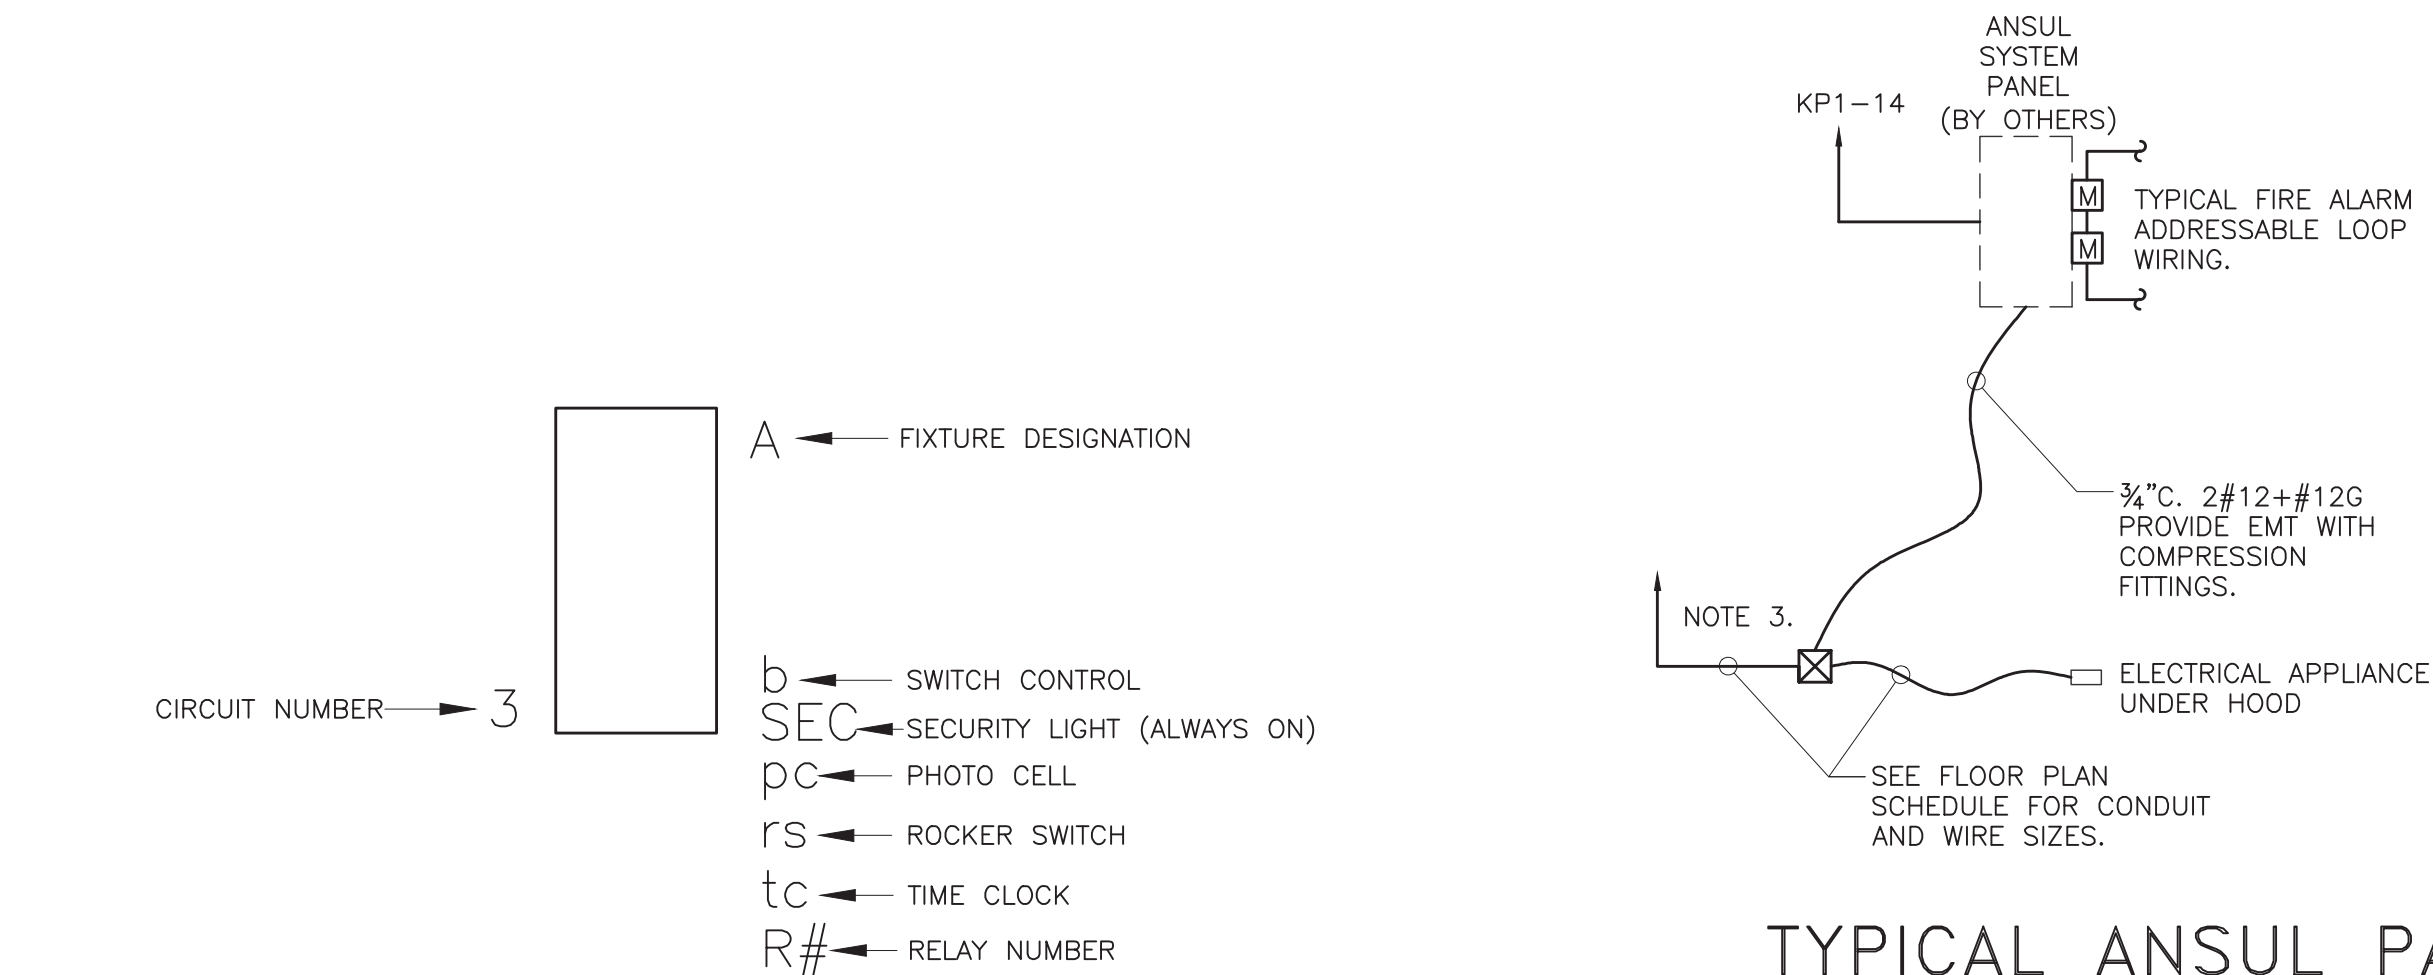 A
FIXTURE DESIGNATION
b
SWITCH CONTROL
CIRCUIT NUMBER
3
SEC
SECURITY LIGHT (ALWAYS ON)
pc
PHOTO CELL
rs
ROCKER SWITCH
tc
TIME CLOCK
R#
RELAY NUMBER
ANSUL
SYSTEM
PANEL
(BY OTHERS)
KP1-14
M
M
TYPICAL FIRE ALARM
ADDRESSABLE LOOP
WIRING.
¾"C. 2#12+#12G
PROVIDE EMT WITH
COMPRESSION
FITTINGS.
NOTE 3.
ELECTRICAL APPLIANCE
UNDER HOOD
SEE FLOOR PLAN
SCHEDULE FOR CONDUIT
AND WIRE SIZES.
TYPICAL ANSUL